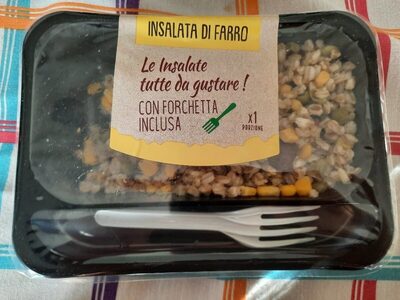 INSALATA DI FARRO
Le Insalate
tutte da gustare !
CON FORCHETTA
INCLUSA
x1
PORZIONE